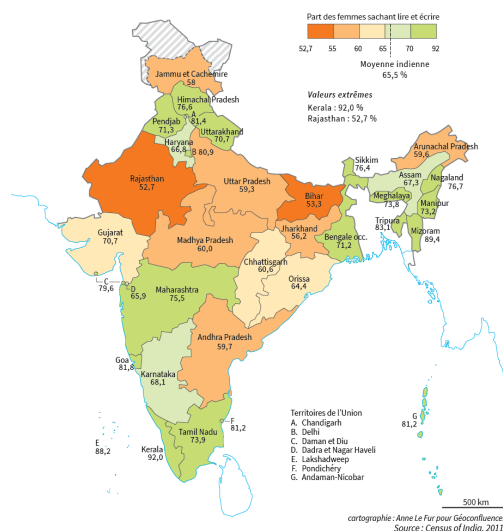 Part des femmes sachant lire et écrire
52,7 55 60 65 70 92
Moyenne indienne
65,5 %
Valeurs extrêmes
Kerala : 92,0 %
Rajasthan : 52,7 %
Jammu et Cachemire
58
Himachal Pradesh
76,6
A
81,4
Pendjab
71,3
Uttarakhand
70,7
Haryana
66,8
B 80,9
Rajasthan
52,7
Uttar Pradesh
59,3
Bihar
53,3
Sikkim
76,4
Arunachal Pradesh
59,6
Assam
67,3
Nagaland
76,7
Meghalaya
73,8
Manipur
73,2
Tripura
83,1
Mizoram
89,4
Gujarat
70,7
Madhya Pradesh
60,0
Jharkhand
56,2
Bengale occ.
71,2
Chhattisgarh
60,6
Orissa
64,4
C
79,6
D
65,9
Maharashtra
75,5
Andhra Pradesh
59,7
Goa
81,8
Karnataka
68,1
F
81,2
Tamil Nadu
73,9
E
88,2
Kerala
92,0
G
81,2
Territoires de l'Union
A. Chandigarh
B. Delhi
C. Daman et Diu
D. Dadra et Nagar Haveli
E. Lakshadweep
F. Pondichéry
G. Andaman-Nicobar
500 km
cartographie : Anne Le Fur pour Géoconfluence
Source : Census of India, 2011